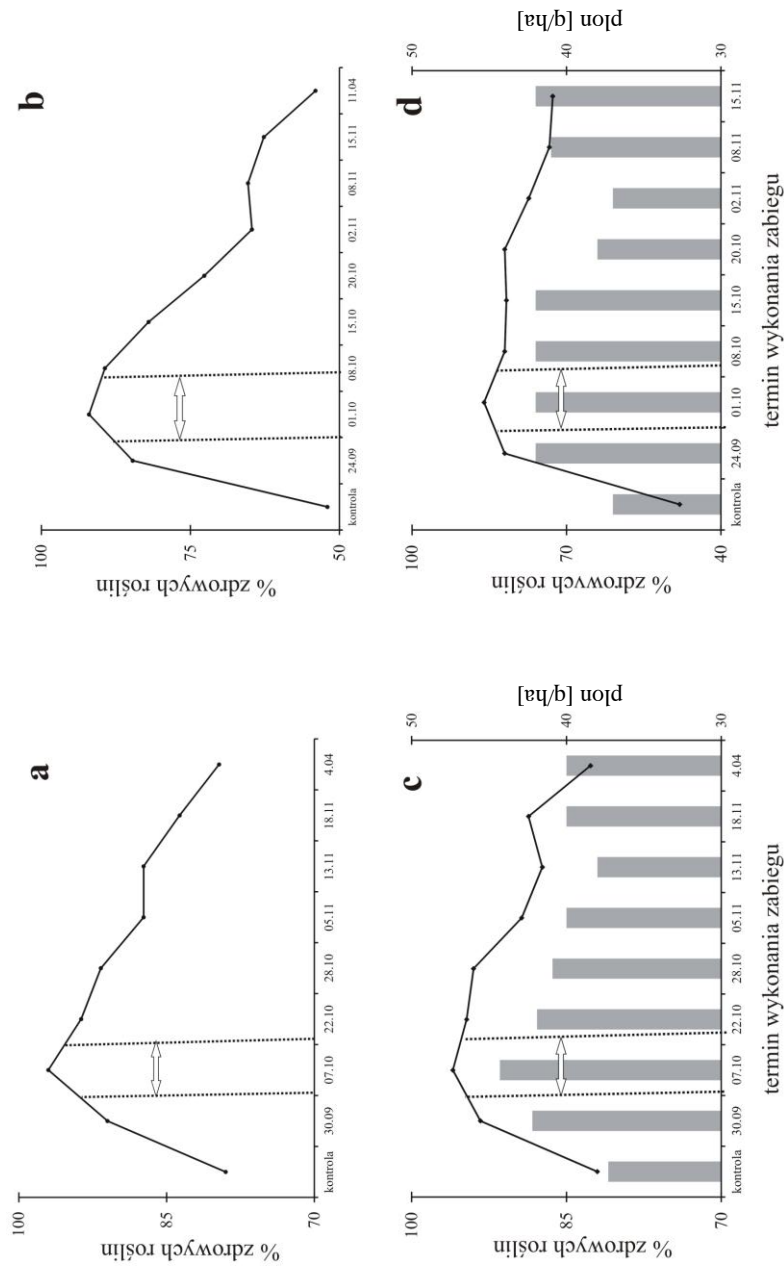 a
% zdrowych roślin
100
85
70
kontrola 30.09 07.10 22.10 28.10 05.11 13.11 18.11 4.04
b
% zdrowych roślin
100
75
50
kontrola 24.09 01.10 08.10 15.10 20.10 02.11 08.11 15.11 11.04
c
% zdrowych roślin
100
85
70
plon [q/ha]
50
40
30
kontrola 30.09 07.10 22.10 28.10 05.11 13.11 18.11 4.04
termin wykonania zabiegu
d
% zdrowych roślin
100
70
40
plon [q/ha]
50
40
30
kontrola 24.09 01.10 08.10 15.10 20.10 02.11 08.11 15.11
termin wykonania zabiegu